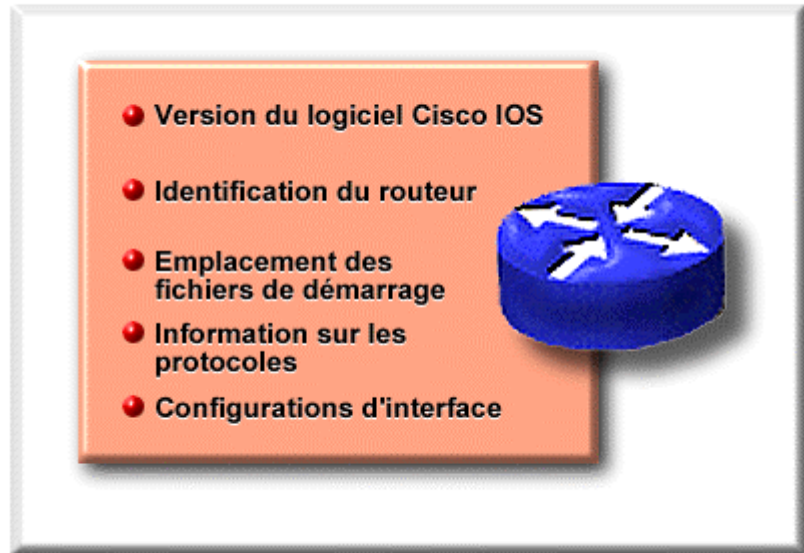 Version du logiciel Cisco IOS
Identification du routeur
Emplacement des
fichiers de démarrage
Information sur les
protocoles
Configurations d'interface